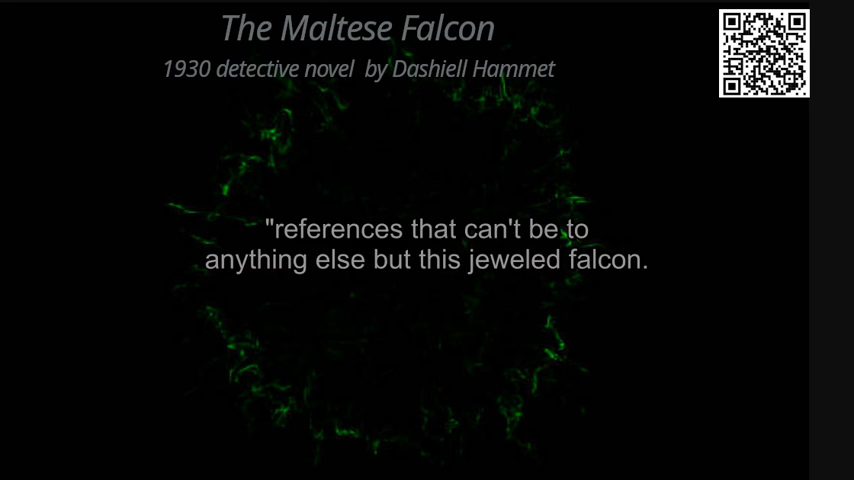 The Maltese Falcon
1930 detective novel by Dashiell Hammet
"references that can't be to
anything else but this jeweled falcon.